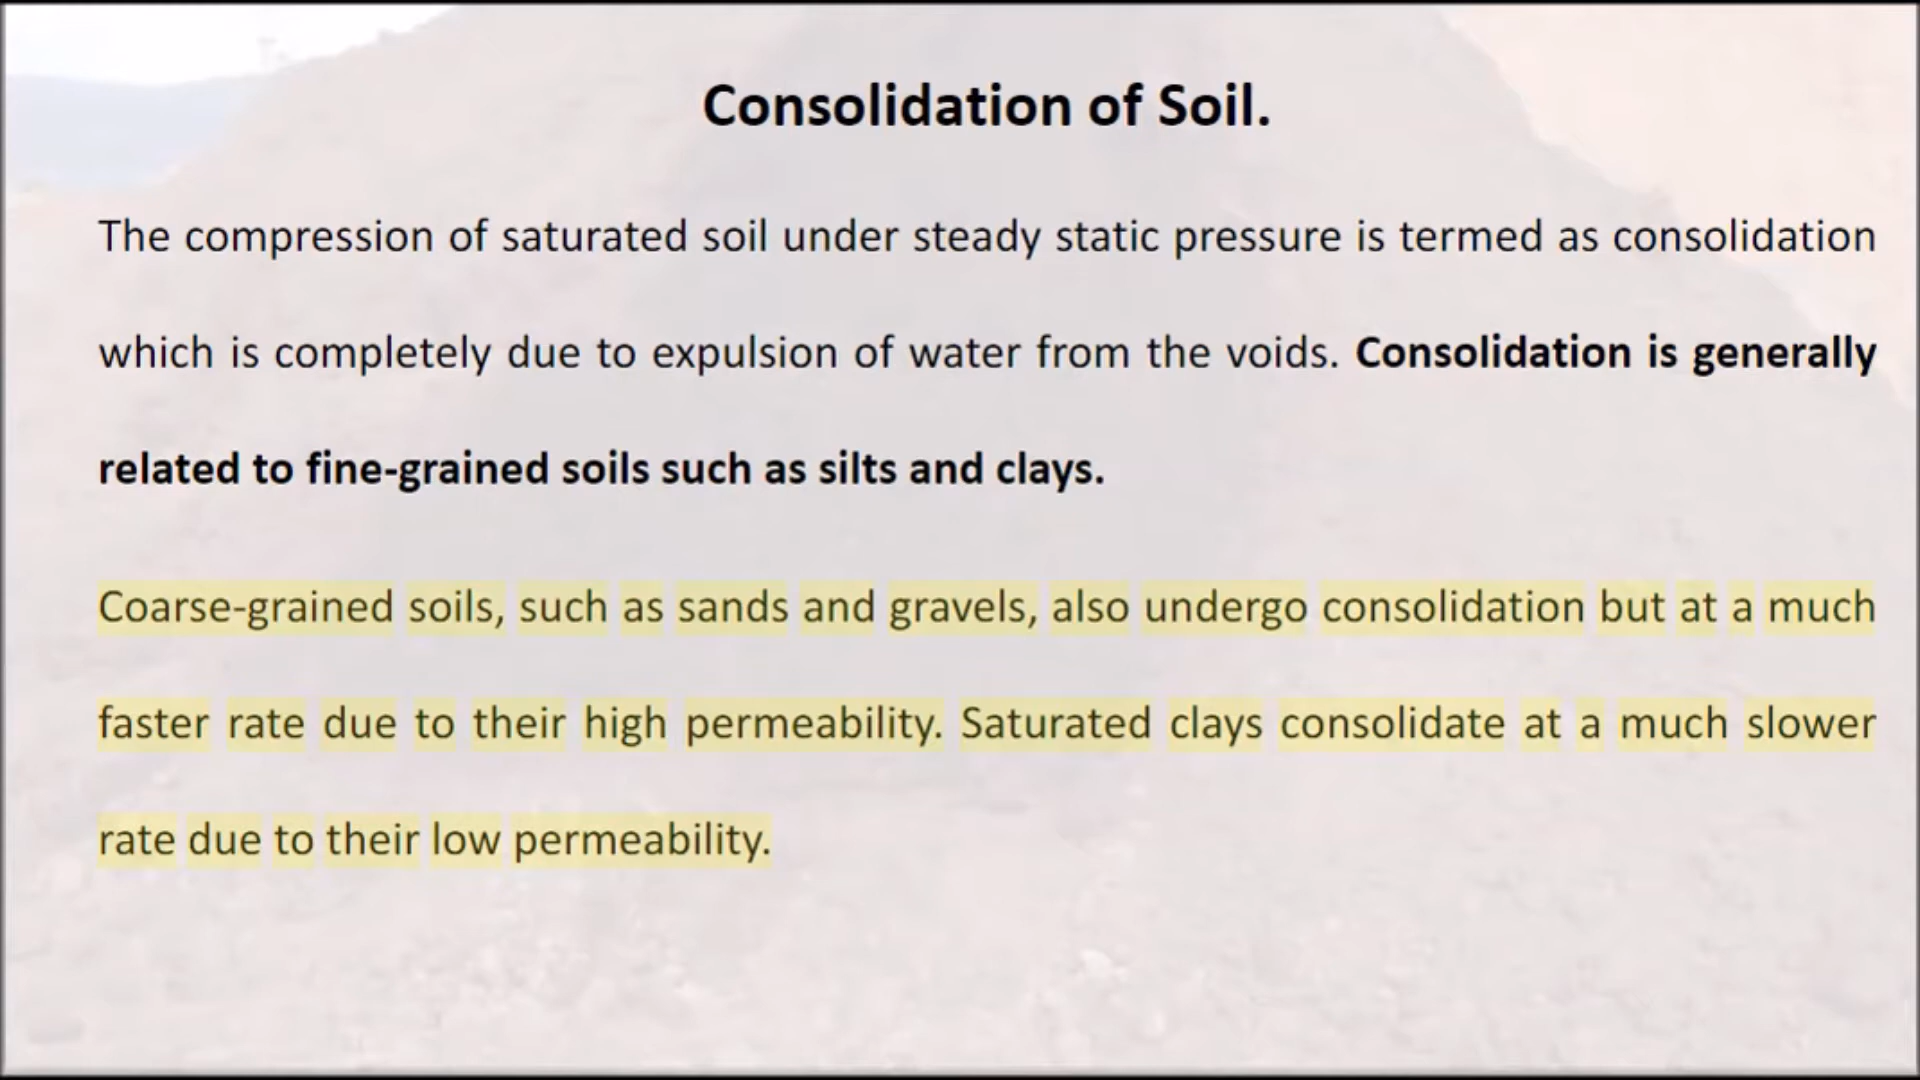 Consolidation of Soil.
The compression of saturated soil under steady static pressure is termed as consolidation
which is completely due to expulsion of water from the voids. Consolidation is generally
related to fine-grained soils such as silts and clays.
Coarse-grained soils, such as sands and gravels, also undergo consolidation but at a much
faster rate due to their high permeability. Saturated clays consolidate at a much slower
rate due to their low permeability.